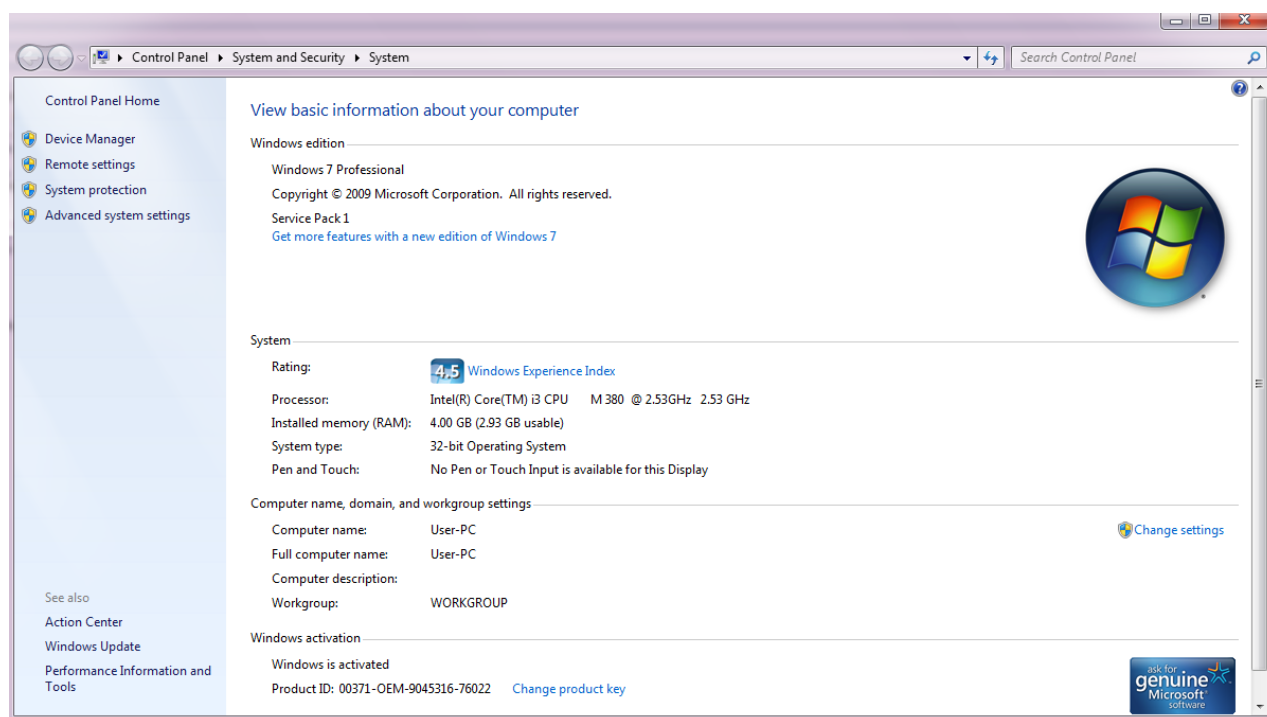 Control Panel ▸ System and Security ▸ System
Search Control Panel
Control Panel Home
Device Manager
Remote settings
System protection
Advanced system settings
See also
Action Center
Windows Update
Performance Information and
Tools
View basic information about your computer
Windows edition
Windows 7 Professional
Copyright © 2009 Microsoft Corporation.  All rights reserved.
Service Pack 1
Get more features with a new edition of Windows 7
System
Rating: 4,5 Windows Experience Index
Processor: Intel(R) Core(TM) i3 CPU M 380 @ 2.53GHz 2.53 GHz
Installed memory (RAM): 4.00 GB (2.93 GB usable)
System type: 32-bit Operating System
Pen and Touch: No Pen or Touch Input is available for this Display
Computer name, domain, and workgroup settings
Computer name: User-PC
Change settings
Full computer name: User-PC
Computer description:
Workgroup: WORKGROUP
Windows activation
Windows is activated
Product ID: 00371-OEM-9045316-76022 Change product key
ask for
genuine
Microsoft
software